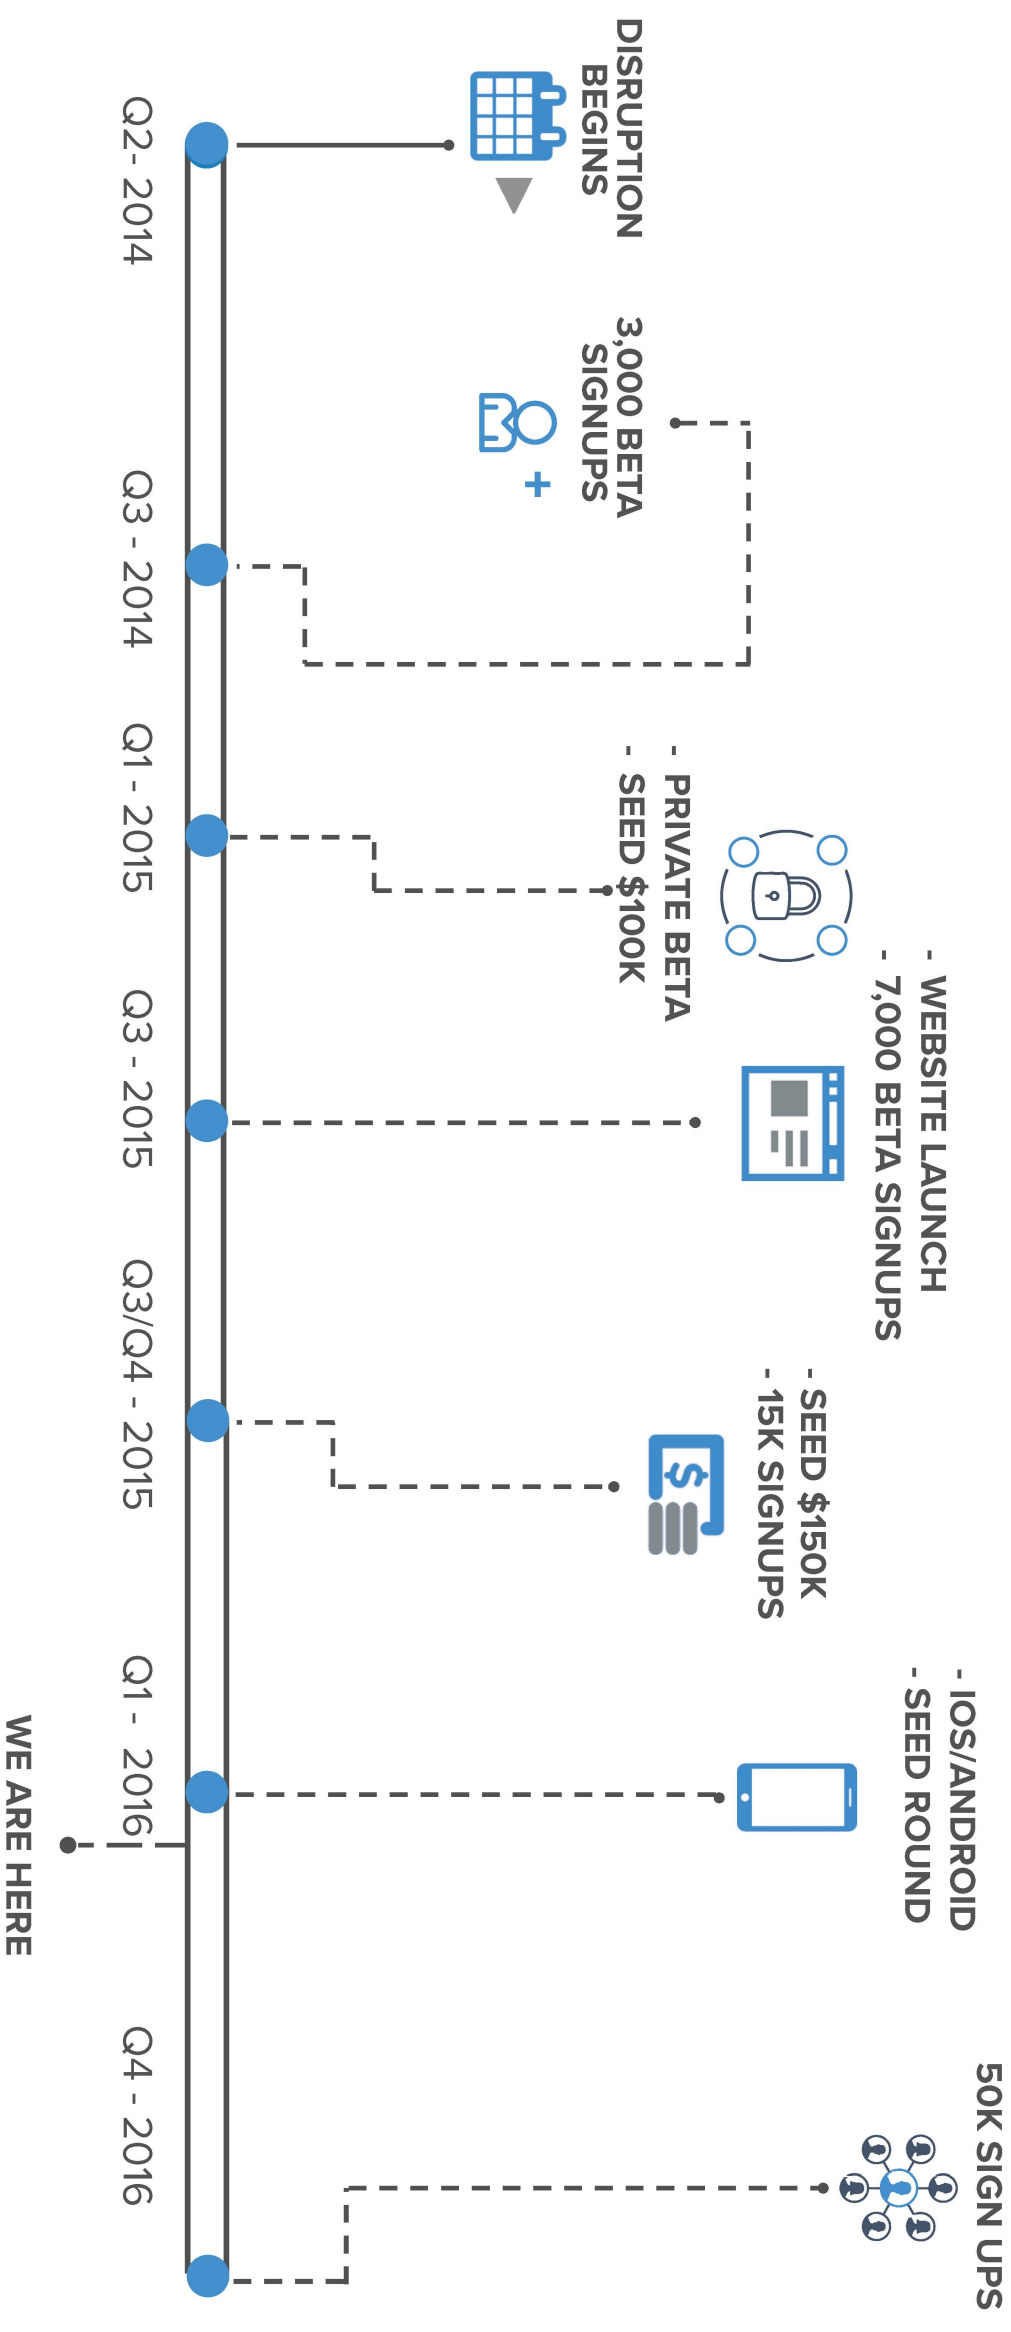 DISRUPTION
BEGINS
3,000 BETA
SIGNUPS
- PRIVATE BETA
- SEED $100K
- WEBSITE LAUNCH
- 7,000 BETA SIGNUPS
- SEED $150K
- 15K SIGNUPS
- IOS/ANDROID
- SEED ROUND
50K SIGN UPS
Q2- 2014
Q3 - 2014
Q1 - 2015
Q3 - 2015
Q3/Q4 - 2015
Q1 - 2016
Q4 - 2016
WE ARE HERE